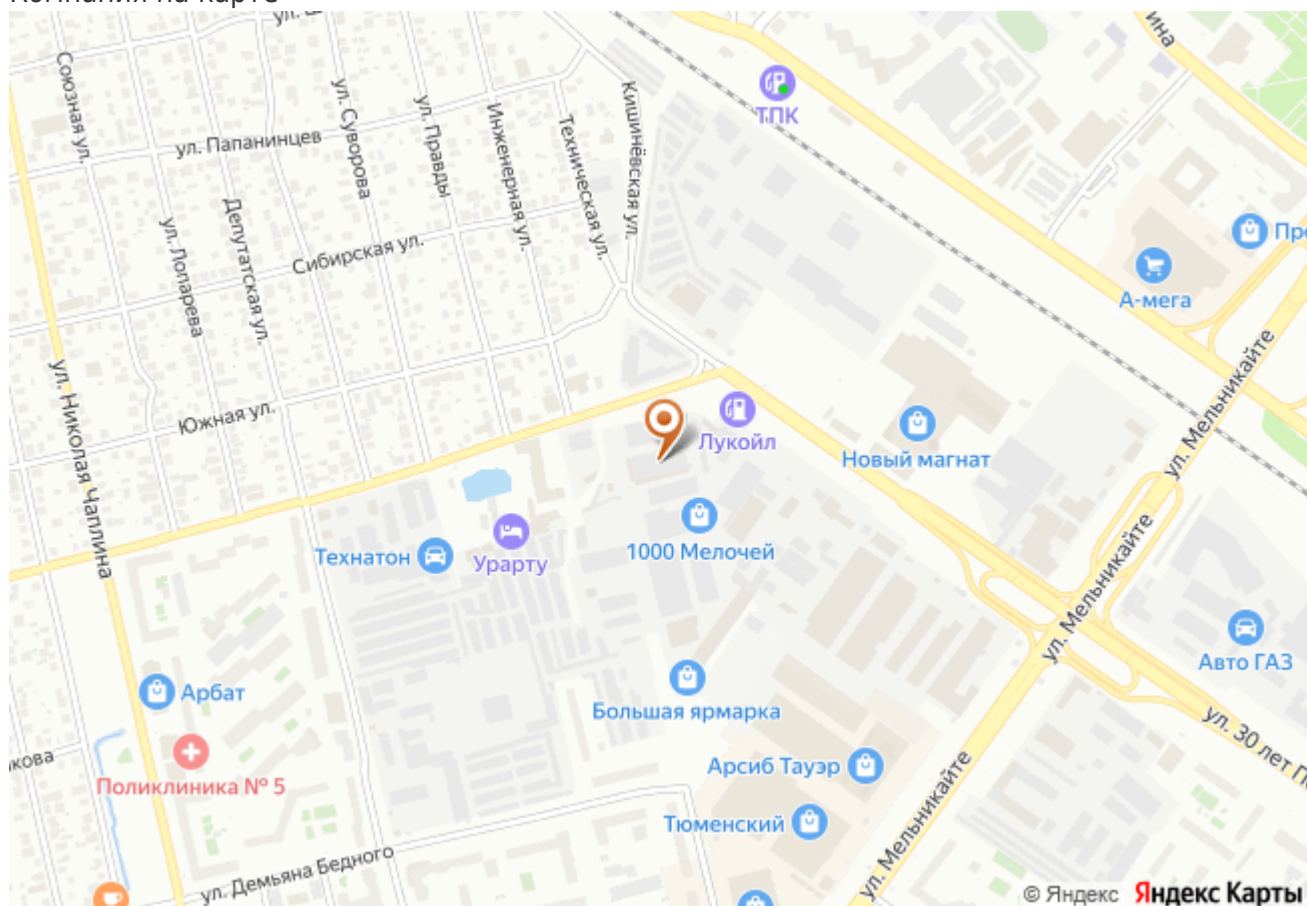 Компания на карте
Союзная ул.
ул. Суворова
ул. Правды
Инженерная ул.
Техническая ул.
Кишинёвская ул.
ТПК
ул. Папанинцев
ул. Лопарева
Депутатская ул.
Сибирская ул.
А-мега
ул. Мельникайте
ул. Николая Чаплина
Южная ул.
Лукойл
Новый магнат
Технатон
Урарту
1000 Мелочей
ул. Мельникайте
Авто ГАЗ
Арбат
Большая ярмарка
ул. 30 лет П
Поликлиника № 5
Арсиб Тауэр
Тюменский
ул. Мельникайте
ул. Демьяна Бедного
© Яндекс Яндекс Карты